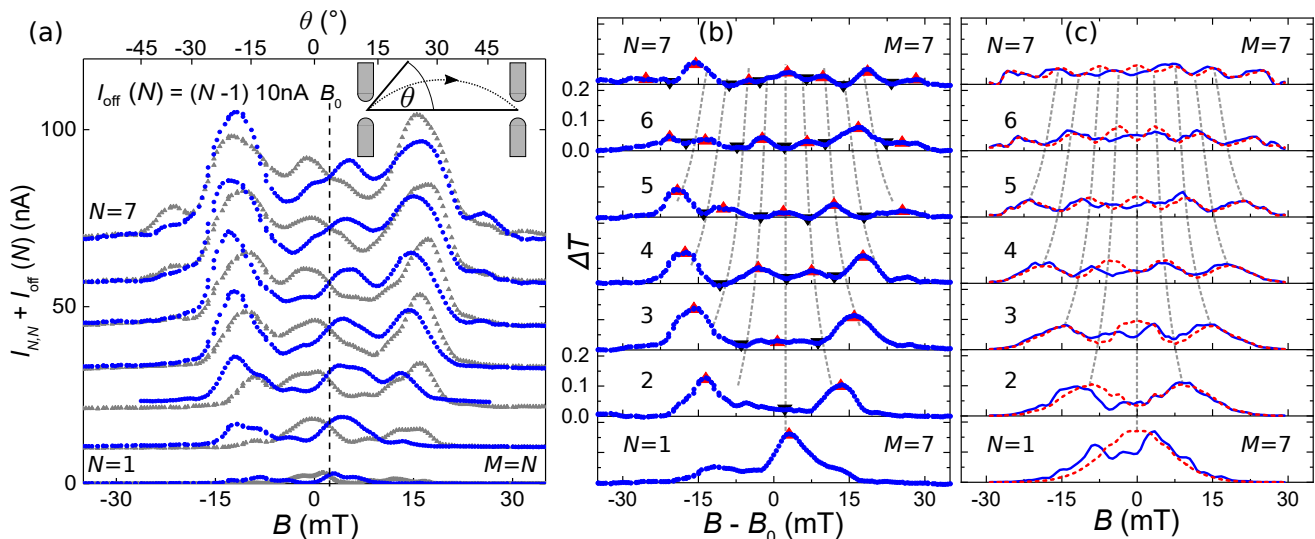 (a)
θ (°)
-45 -30 -15 0 15 30 45
I_off (N) = (N -1) 10nA B_0
θ
I_N,N + I_off (N) (nA)
100
50
0
N=7
N=1 M=N
-30 -15 0 15 30
B (mT)
(b)
N=7 M=7
ΔT
0.2
0.1
0.0
6
5
4
3
0.2
0.1
0.0
2
N=1 M=7
-30 -15 0 15 30
B - B_0 (mT)
(c)
N=7 M=7
6
5
4
3
2
N=1 M=7
-30 -15 0 15 30
B (mT)